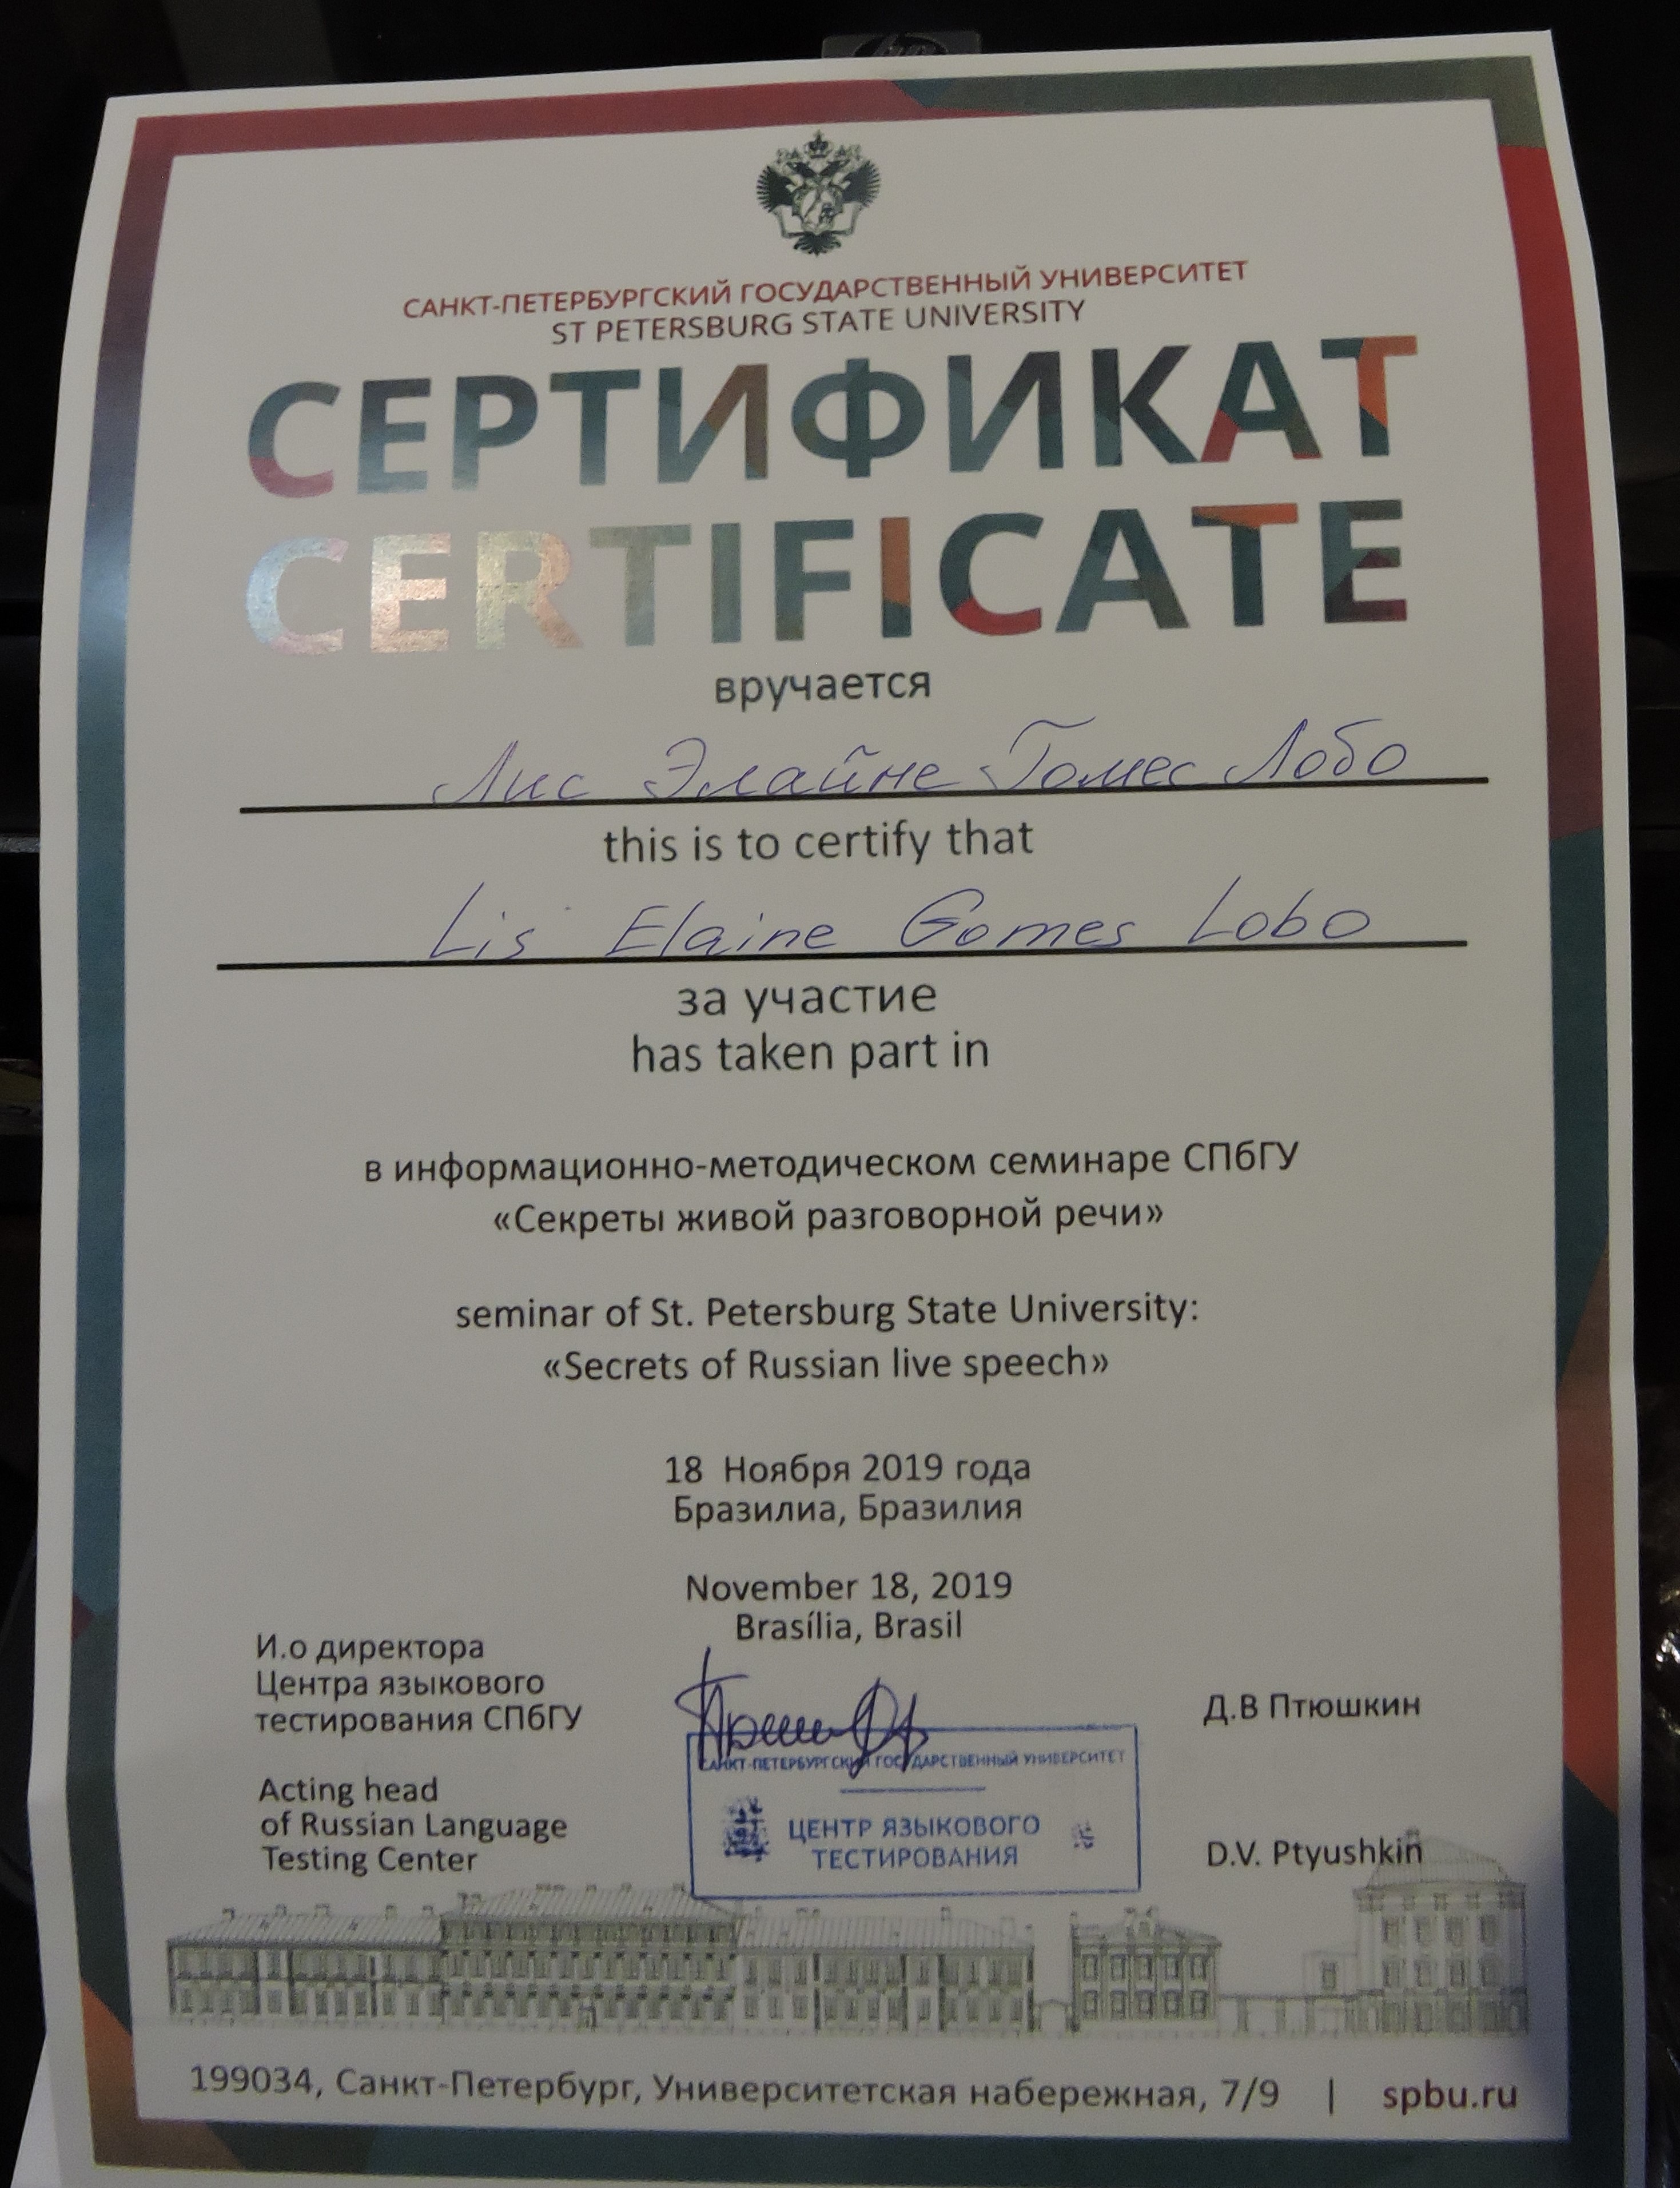 САНКТ-ПЕТЕРБУРГСКИЙ ГОСУДАРСТВЕННЫЙ УНИВЕРСИТЕТ
ST PETERSBURG STATE UNIVERSITY
СЕРТИФИКАТ
CERTIFICATE
вручается
Лис Элайне Гомес Лобо
this is to certify that
Lis Elaine Gomes Lobo
за участие
has taken part in
в информационно-методическом семинаре СПбГУ
«Секреты живой разговорной речи»
seminar of St. Petersburg State University:
«Secrets of Russian live speech»
18 Ноября 2019 года
Бразилиа, Бразилия
November 18, 2019
Brasília, Brasil
И.о директора
Центра языкового
тестирования СПбГУ
Д.В Птюшкин
Acting head
of Russian Language
Testing Center
САНКТ-ПЕТЕРБУРГСКИЙ ГОСУДАРСТВЕННЫЙ УНИВЕРСИТЕТ
ЦЕНТР ЯЗЫКОВОГО
ТЕСТИРОВАНИЯ
D.V. Ptyushkin
199034, Санкт-Петербург, Университетская набережная, 7/9 | spbu.ru